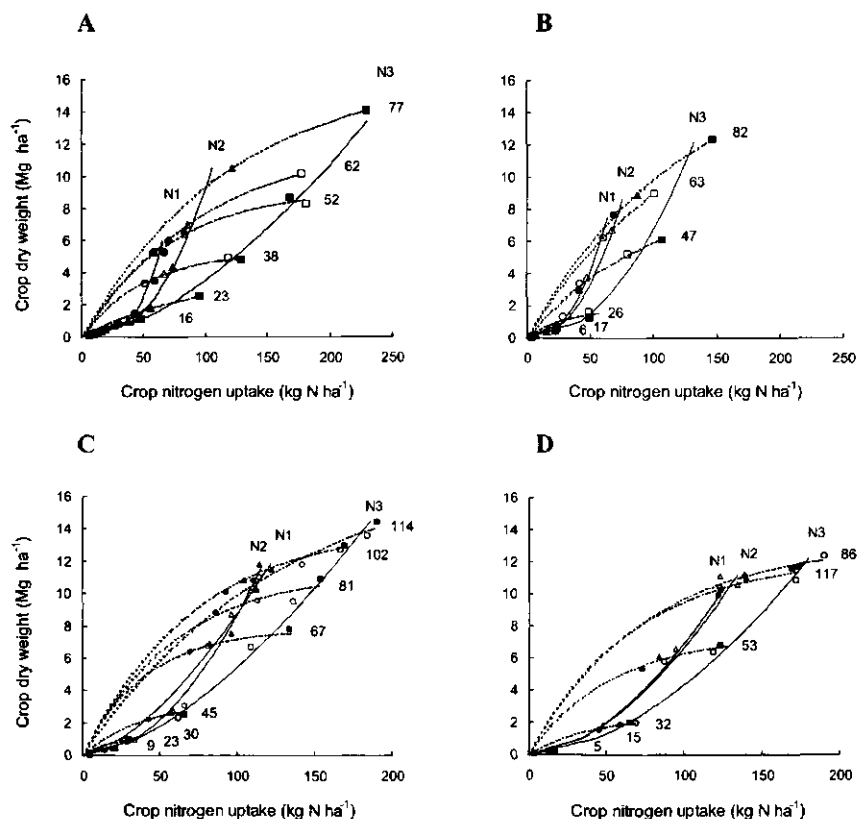 A
B
16
14
12
10
8
6
4
2
0
Crop dry weight (Mg ha⁻¹)
N1
N2
N3
77
62
52
38
23
16
0 50 100 150 200 250
Crop nitrogen uptake (kg N ha⁻¹)
16
14
12
10
8
6
4
2
0
N1
N2
N3
82
63
47
26
6 17
0 50 100 150 200 250
Crop nitrogen uptake (kg N ha⁻¹)
C
D
16
14
12
10
8
6
4
2
0
Crop dry weight (Mg ha⁻¹)
N2 N1
N3
114
102
81
67
45
30
9 23
0 50 100 150 200
Crop nitrogen uptake (kg N ha⁻¹)
16
14
12
10
8
6
4
2
0
N1 N2
N3
86
117
53
32
5 15
0 50 100 150 200
Crop nitrogen uptake (kg N ha⁻¹)